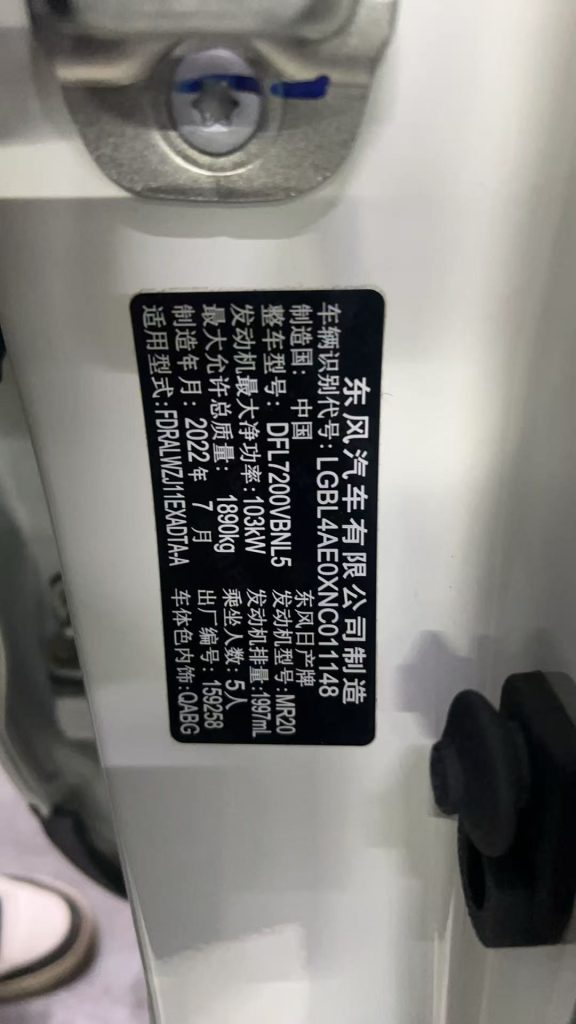 东风汽车有限公司制造
车辆识别代号: LGBL4AE0XNC011148
制造国: 中国 东风日产牌
整车型号: DFL7200VBNL5 发动机型号: MR20
发动机最大净功率: 103kW 发动机排量: 1997mL
最大允许总质量: 1890kg 乘坐人数: 5人
制造年月: 2022年 7月 出厂编号: 159258
适用型式: FDRALWZJ11EXADTA-A 车体色内饰: QABG